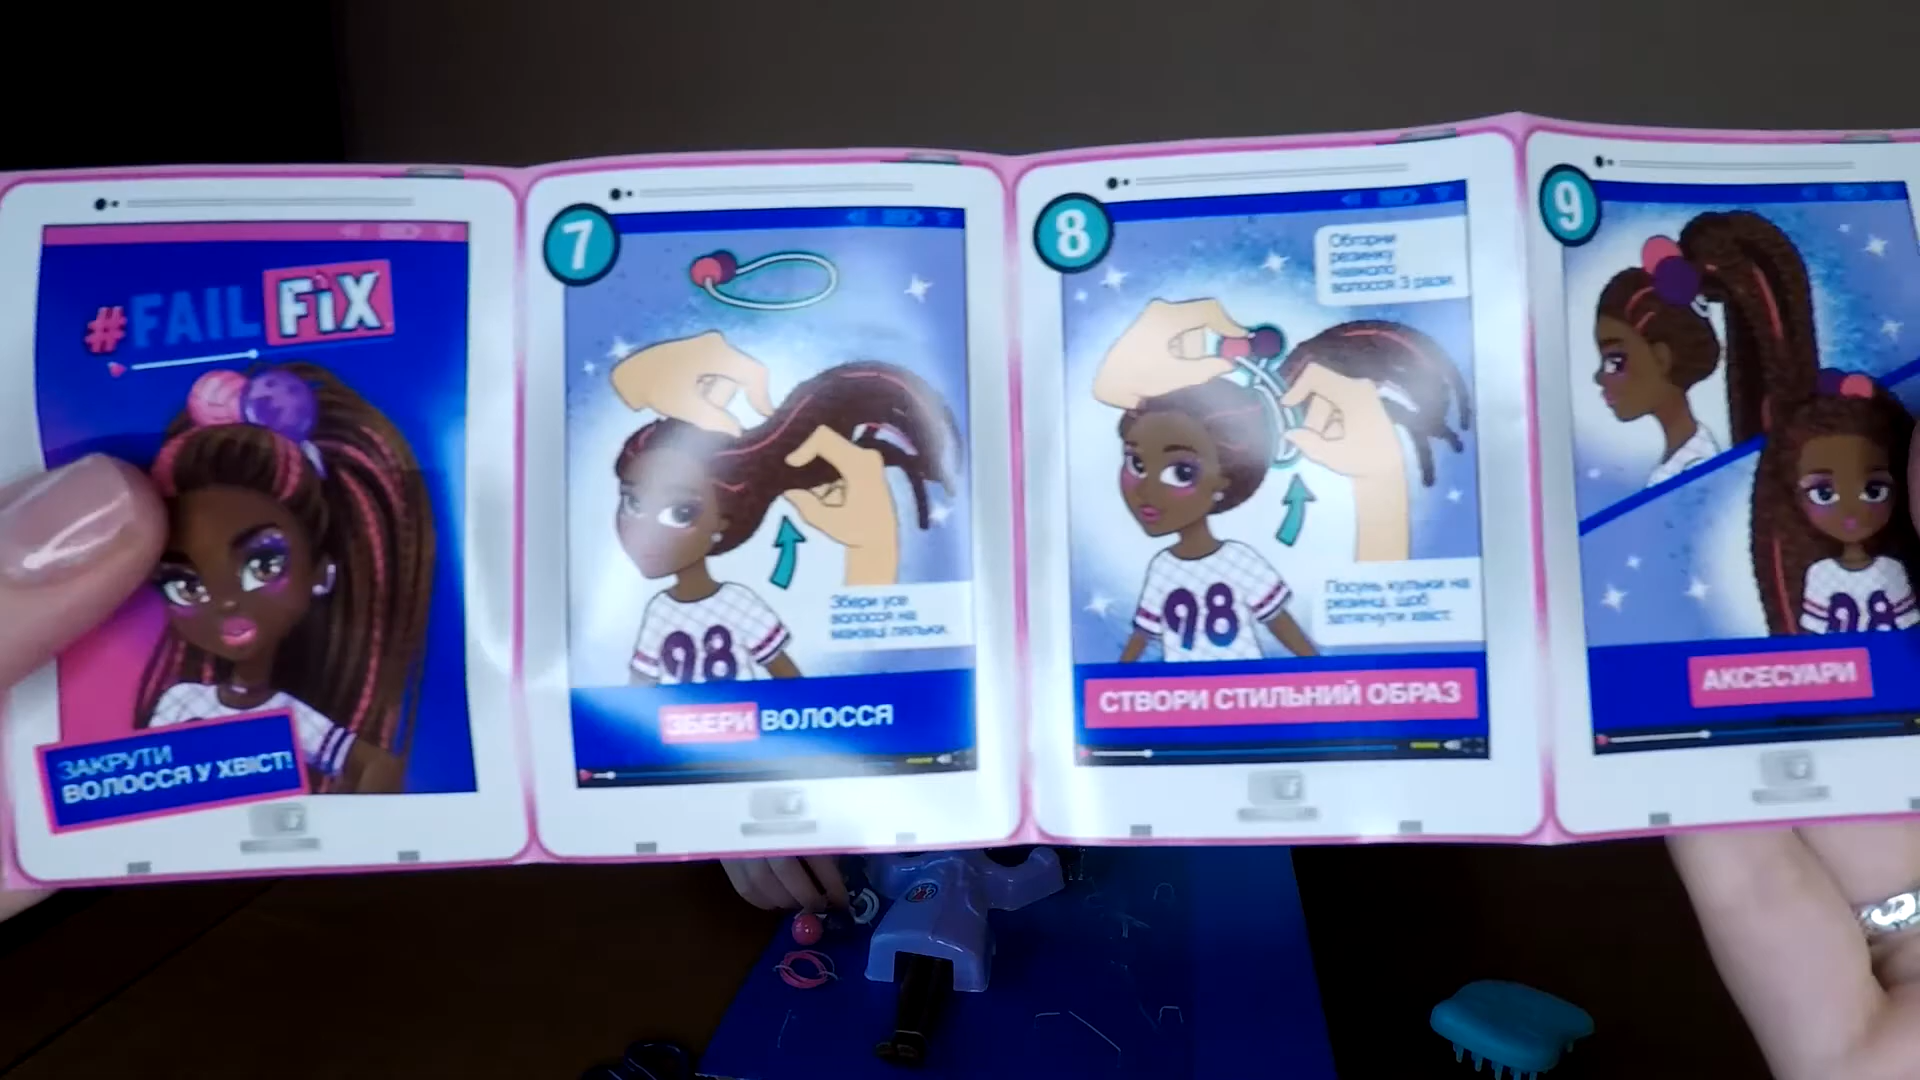 #FAIL FIX
ЗАКРУТИ
ВОЛОССЯ У ХВІСТ!
7
98
Збери усе
волосся на
маківці ляльки.
ЗБЕРИ ВОЛОССЯ
8
Обгорни
резинку
навколо
волосся 3 рази.
98
Посунь кульки на
резинці, щоб
затягнути хвіст.
СТВОРИ СТИЛЬНИЙ ОБРАЗ
9
98
АКСЕСУАРИ